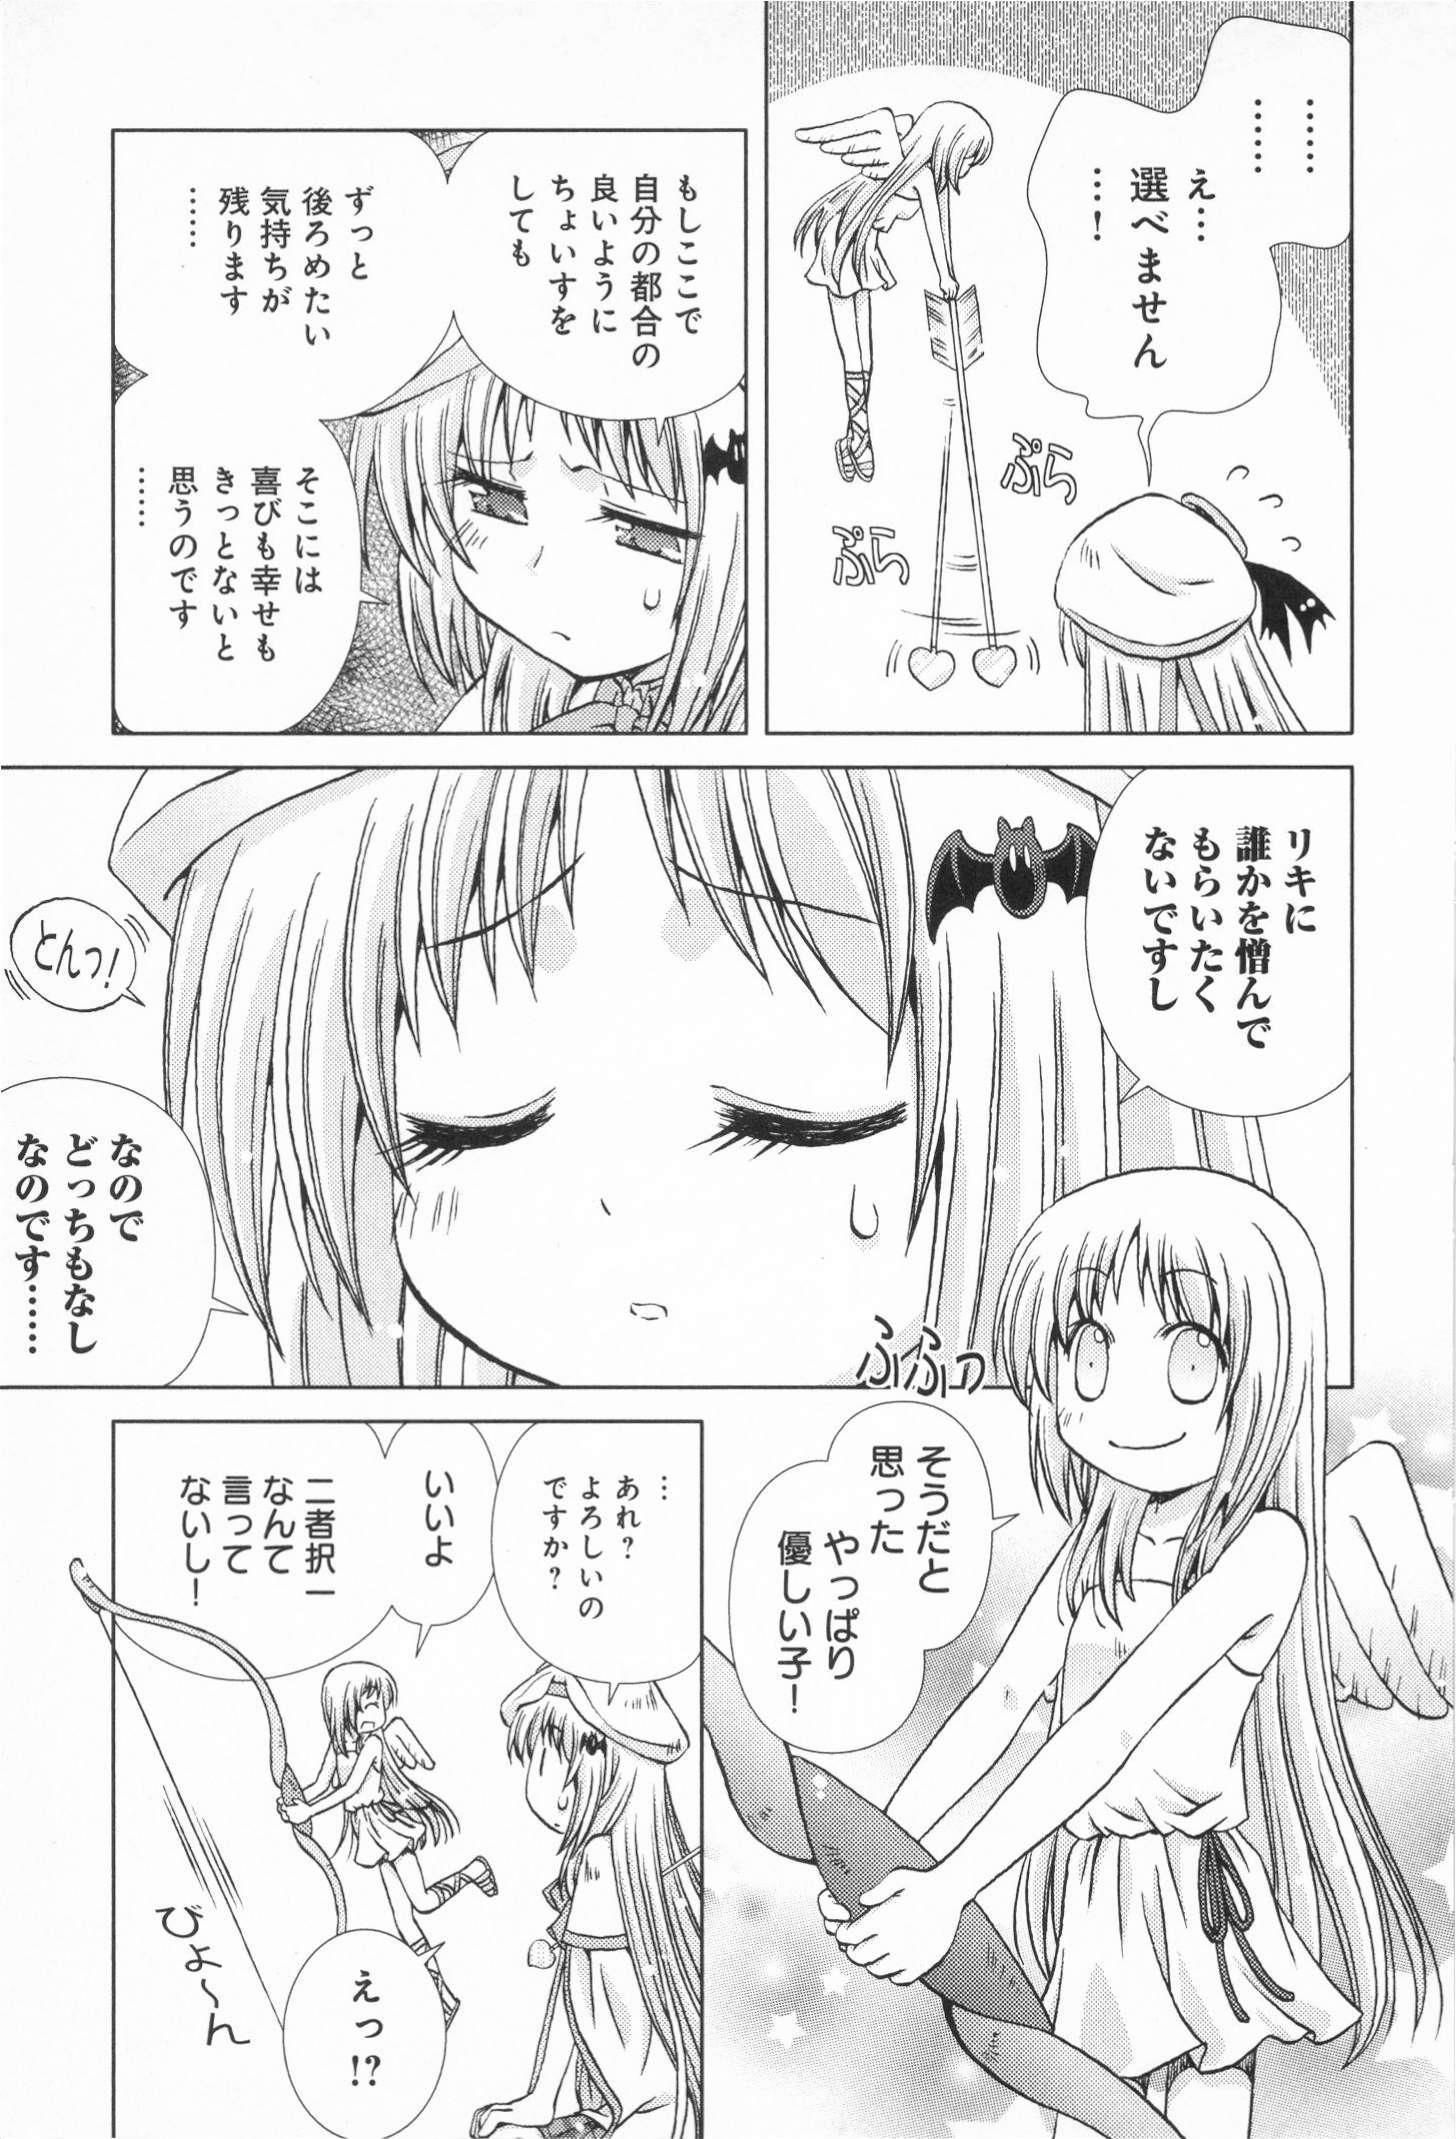 ……
……
え…
選べません
…！
ぷら
ぷら
もしここで
自分の都合の
良いように
ちょいすを
しても
ずっと
後ろめたい
気持ちが
残ります
……
そこには
喜びも幸せも
きっとないと
思うのです
……
リキに
誰かを憎んで
もらいたく
ないですし
とんっ！
なので
どっちもなし
なのです……
ふふっ
そうだと
思った
やっぱり
優しい子！
…
あれ？
よろしいの
ですか？
いいよ
二者択一
なんて
言って
ないし！
びょ〜ん
えっ！？